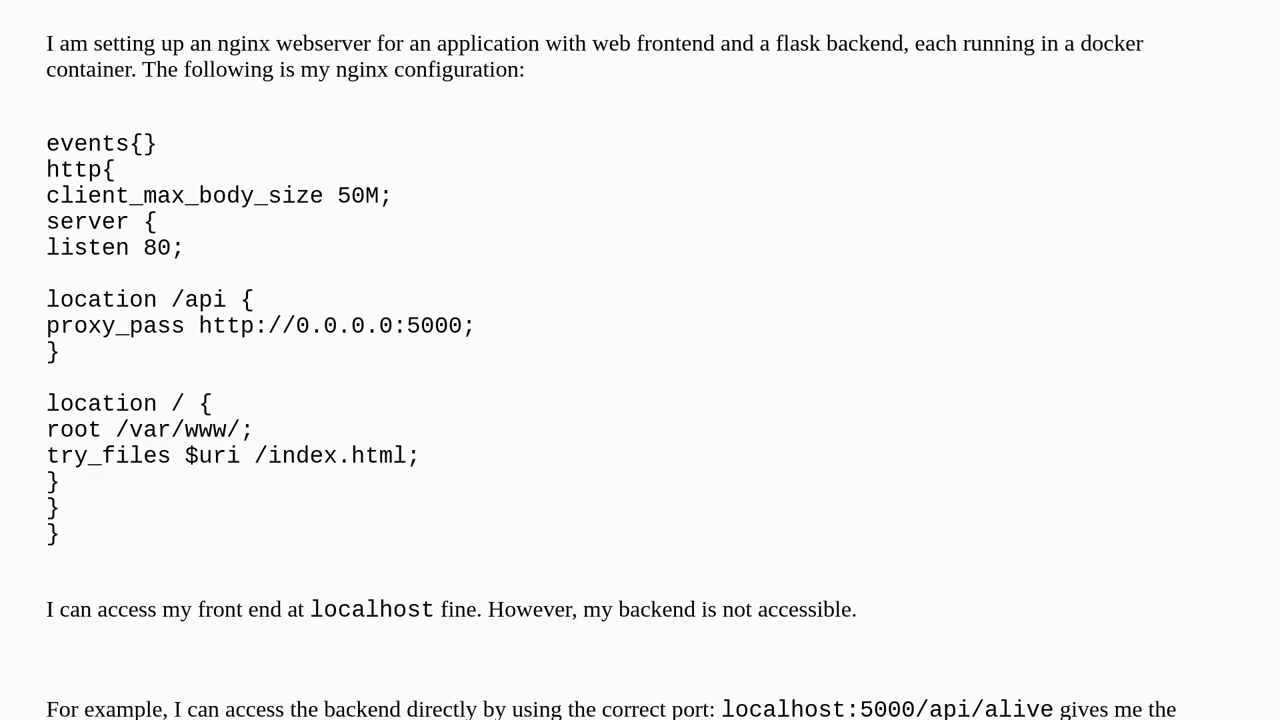 I am setting up an nginx webserver for an application with web frontend and a flask backend, each running in a docker
container. The following is my nginx configuration:
events{}
http{
client_max_body_size 50M;
server {
listen 80;
location /api {
proxy_pass http://0.0.0.0:5000;
}
location / {
root /var/www/;
try_files $uri /index.html;
}
}
}
I can access my front end at localhost fine. However, my backend is not accessible.
For example, I can access the backend directly by using the correct port: localhost:5000/api/alive gives me the